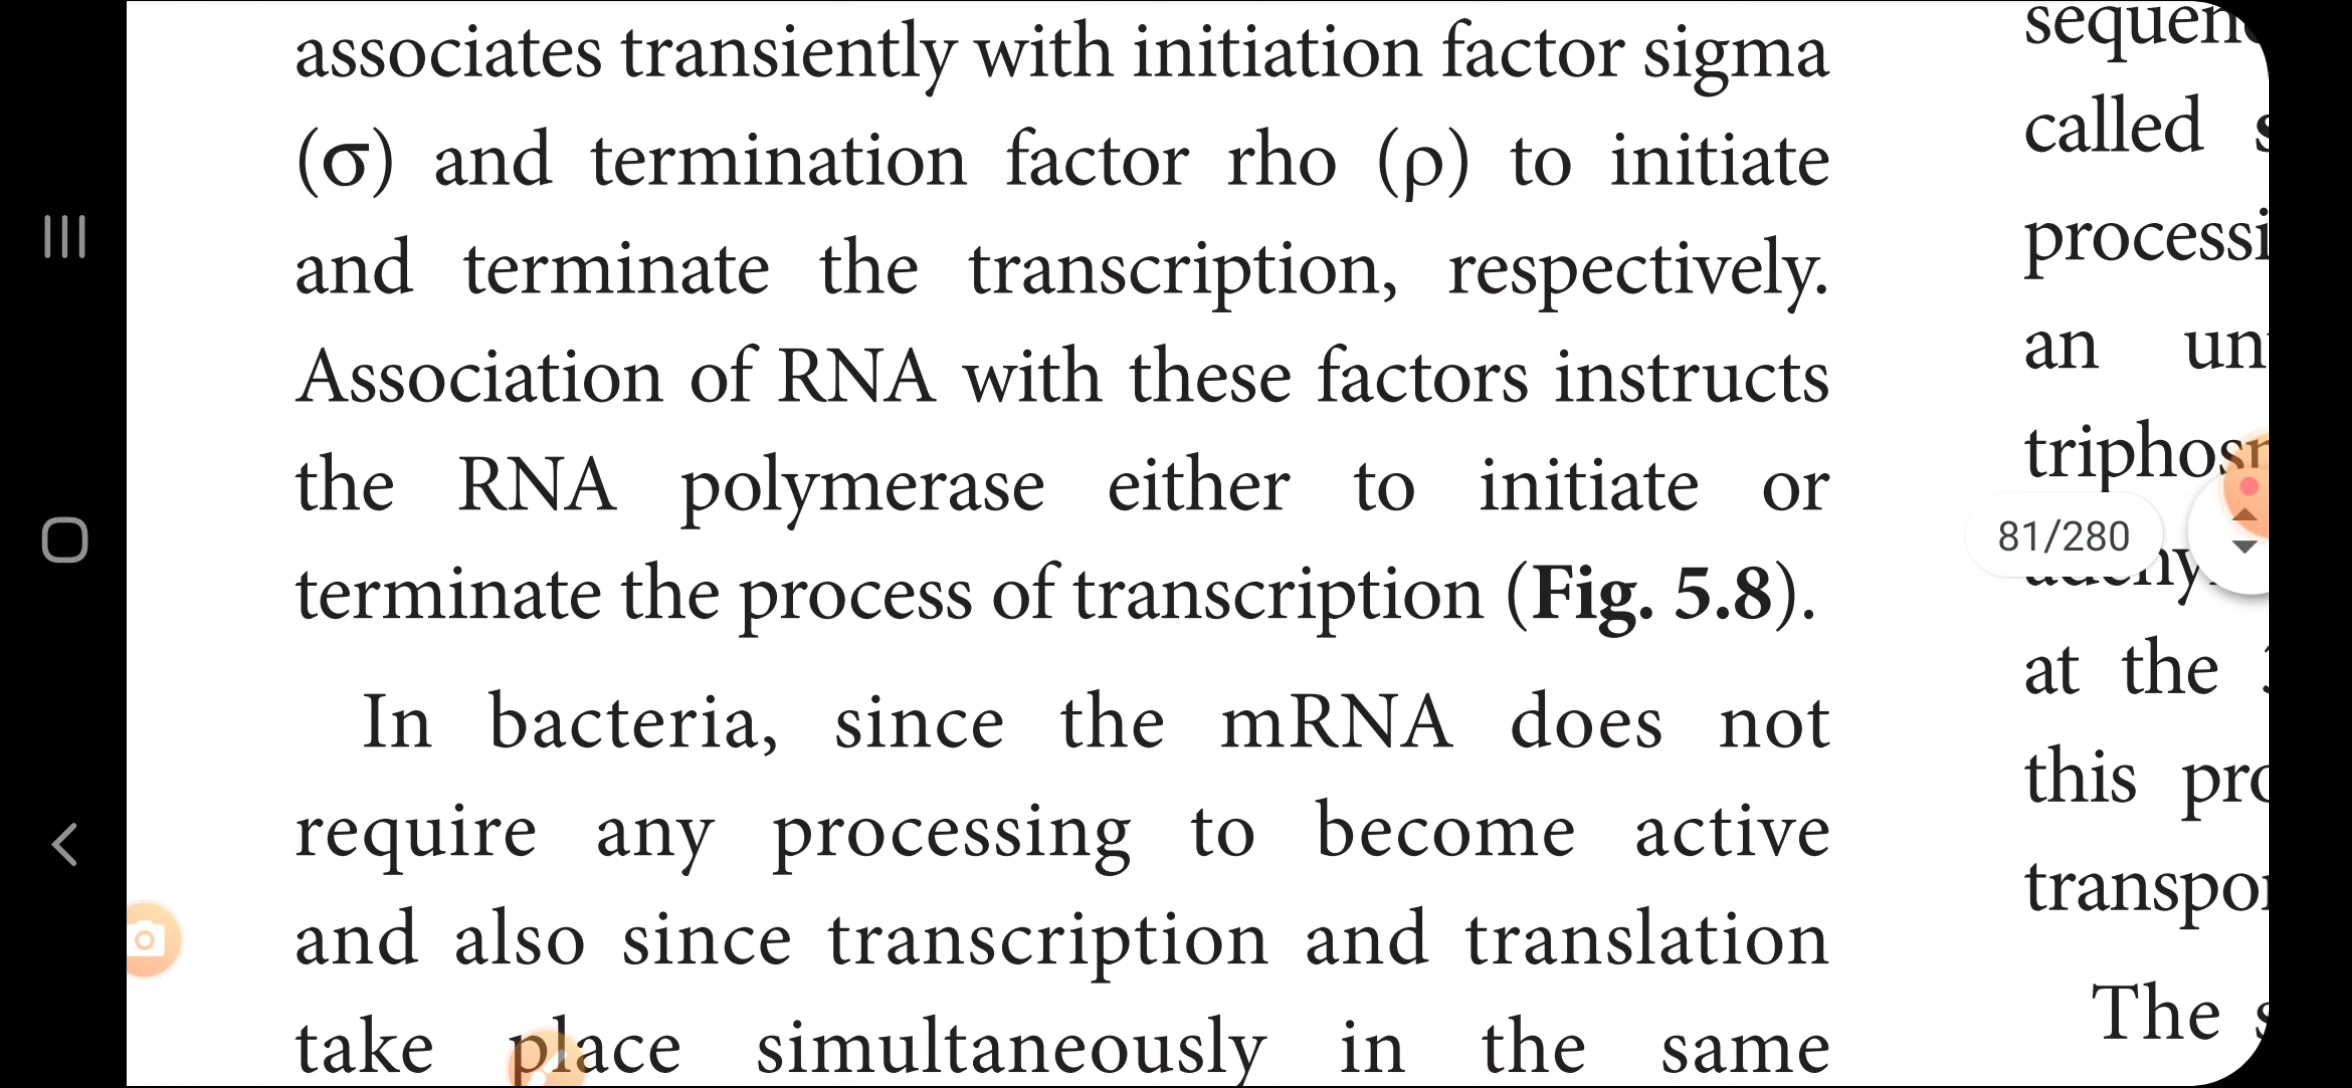 associates transiently with initiation factor sigma
(σ) and termination factor rho (ρ) to initiate
and terminate the transcription, respectively.
Association of RNA with these factors instructs
the RNA polymerase either to initiate or
terminate the process of transcription (Fig. 5.8).
In bacteria, since the mRNA does not
require any processing to become active
and also since transcription and translation
take place simultaneously in the same
called
an
at the
this
The
81/280